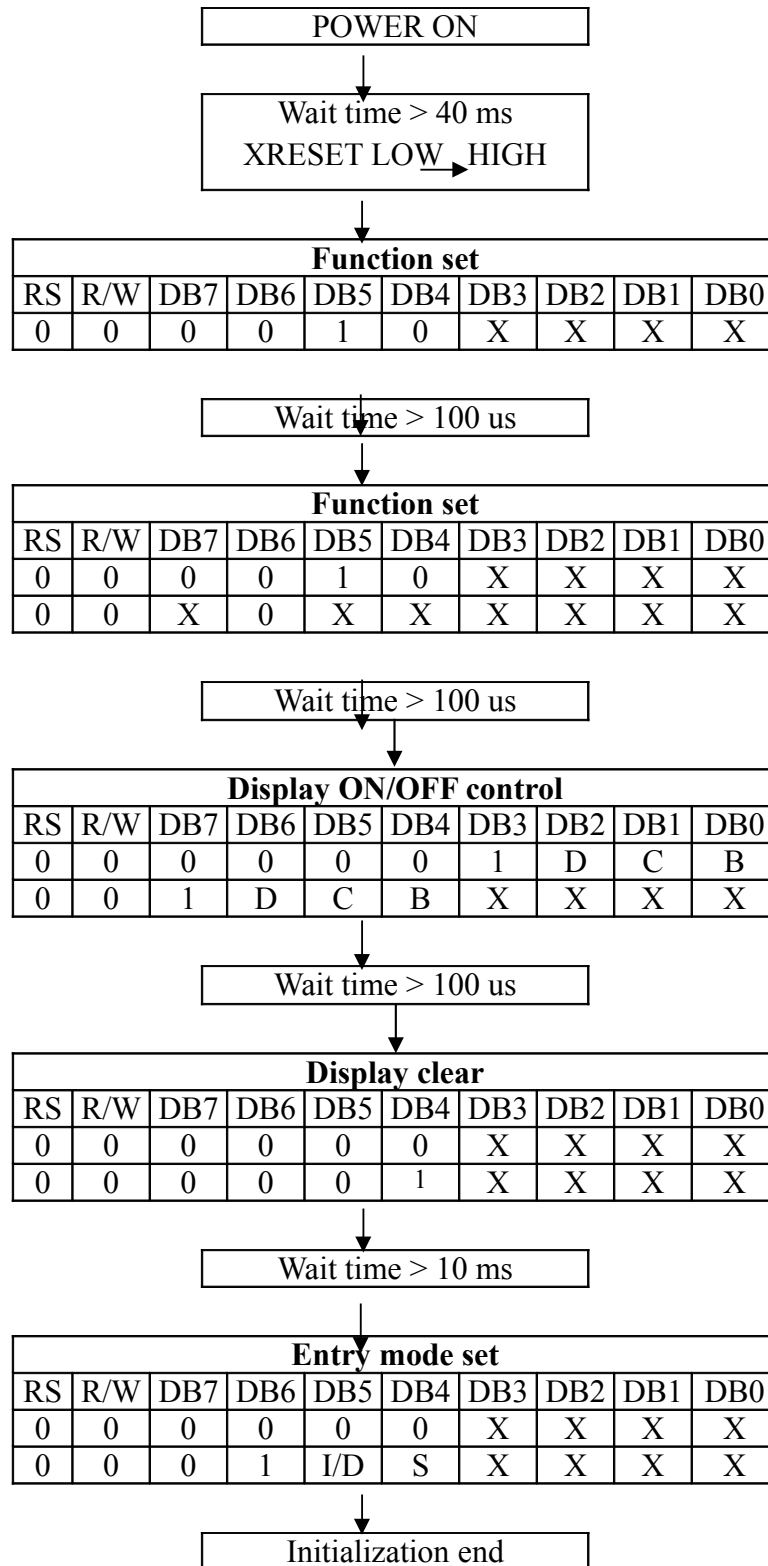 POWER ON
Wait time > 40 ms
XRESET LOW HIGH
Function set
RS R/W DB7 DB6 DB5 DB4 DB3 DB2 DB1 DB0
0 0 0 0 1 0 X X X X
Wait time > 100 us
Function set
RS R/W DB7 DB6 DB5 DB4 DB3 DB2 DB1 DB0
0 0 0 0 1 0 X X X X
0 0 X 0 X X X X X X
Wait time > 100 us
Display ON/OFF control
RS R/W DB7 DB6 DB5 DB4 DB3 DB2 DB1 DB0
0 0 0 0 0 0 1 D C B
0 0 1 D C B X X X X
Wait time > 100 us
Display clear
RS R/W DB7 DB6 DB5 DB4 DB3 DB2 DB1 DB0
0 0 0 0 0 0 X X X X
0 0 0 0 0 1 X X X X
Wait time > 10 ms
Entry mode set
RS R/W DB7 DB6 DB5 DB4 DB3 DB2 DB1 DB0
0 0 0 0 0 0 X X X X
0 0 0 1 I/D S X X X X
Initialization end